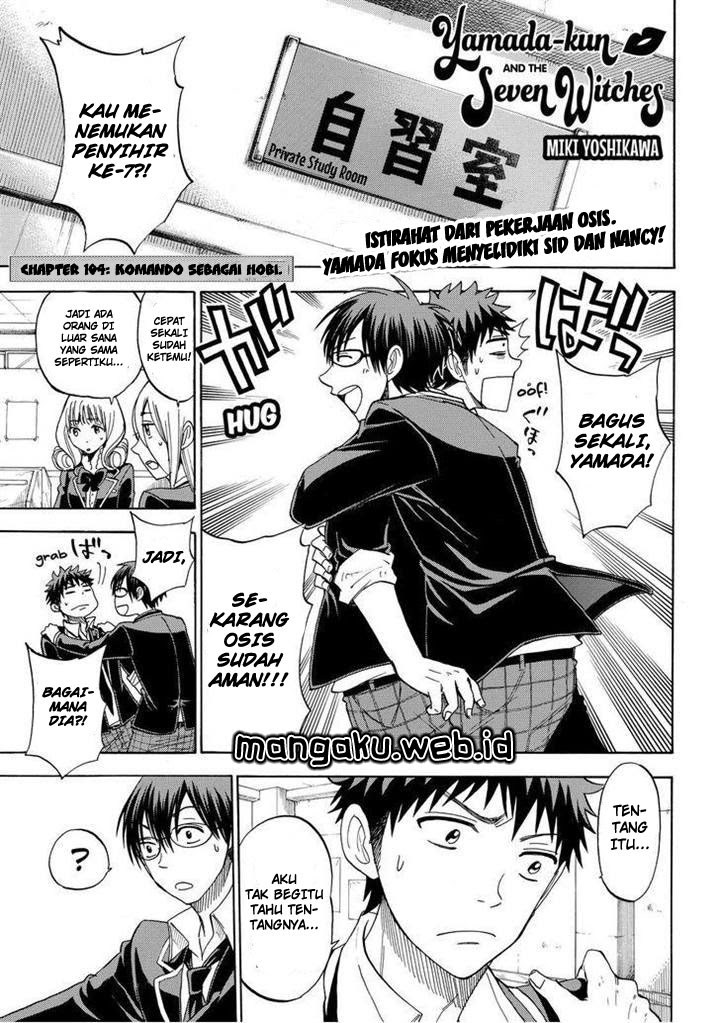 Yamada-kun
AND THE
Seven Witches
MIKI YOSHIKAWA
KAU ME-
NEMUKAN
PENYIHIR
KE-7?!
自習室
Private Study Room
ISTIRAHAT DARI PEKERJAAN OSIS.
YAMADA FOKUS MENYELIDIKI SID DAN NANCY!
CHAPTER 104: KOMANDO SEBAGAI HOBI.
ばっ
oof!
ぐほっ
BAGUS
SEKALI,
YAMADA!
ガバッ
HUG
SE-
KARANG
OSIS
SUDAH
AMAN!!!
CEPAT
SEKALI
SUDAH
KETEMU!
JADI ADA
ORANG DI
LUAR SANA
YANG SAMA
SEPERTIKU...
JADI,
ばっ
grab
BAGAI-
MANA
DIA?!
mangaku.web.id
TEN-
TANG
ITU...
AKU
TAK BEGITU
TAHU TEN-
TANGNYA...
?